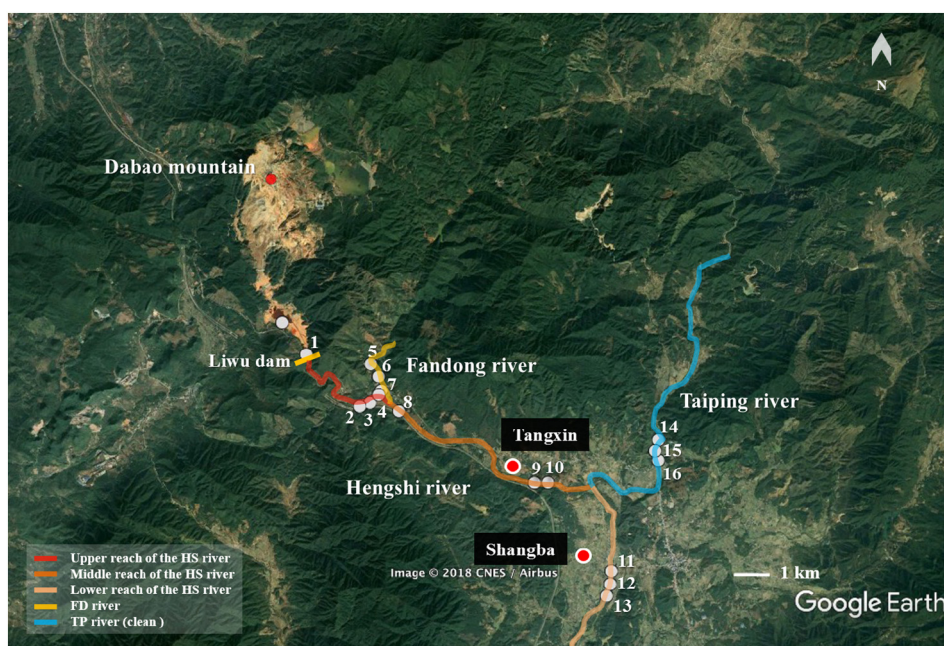 N
Dabao mountain
1
Liwu dam
5
6
Fandong river
7
2
3
4
8
Taiping river
14
15
16
Tangxin
9
10
Hengshi river
Shangba
11
12
13
Image © 2018 CNES / Airbus
1 km
Google Earth
Upper reach of the HS river
Middle reach of the HS river
Lower reach of the HS river
FD river
TP river (clean )